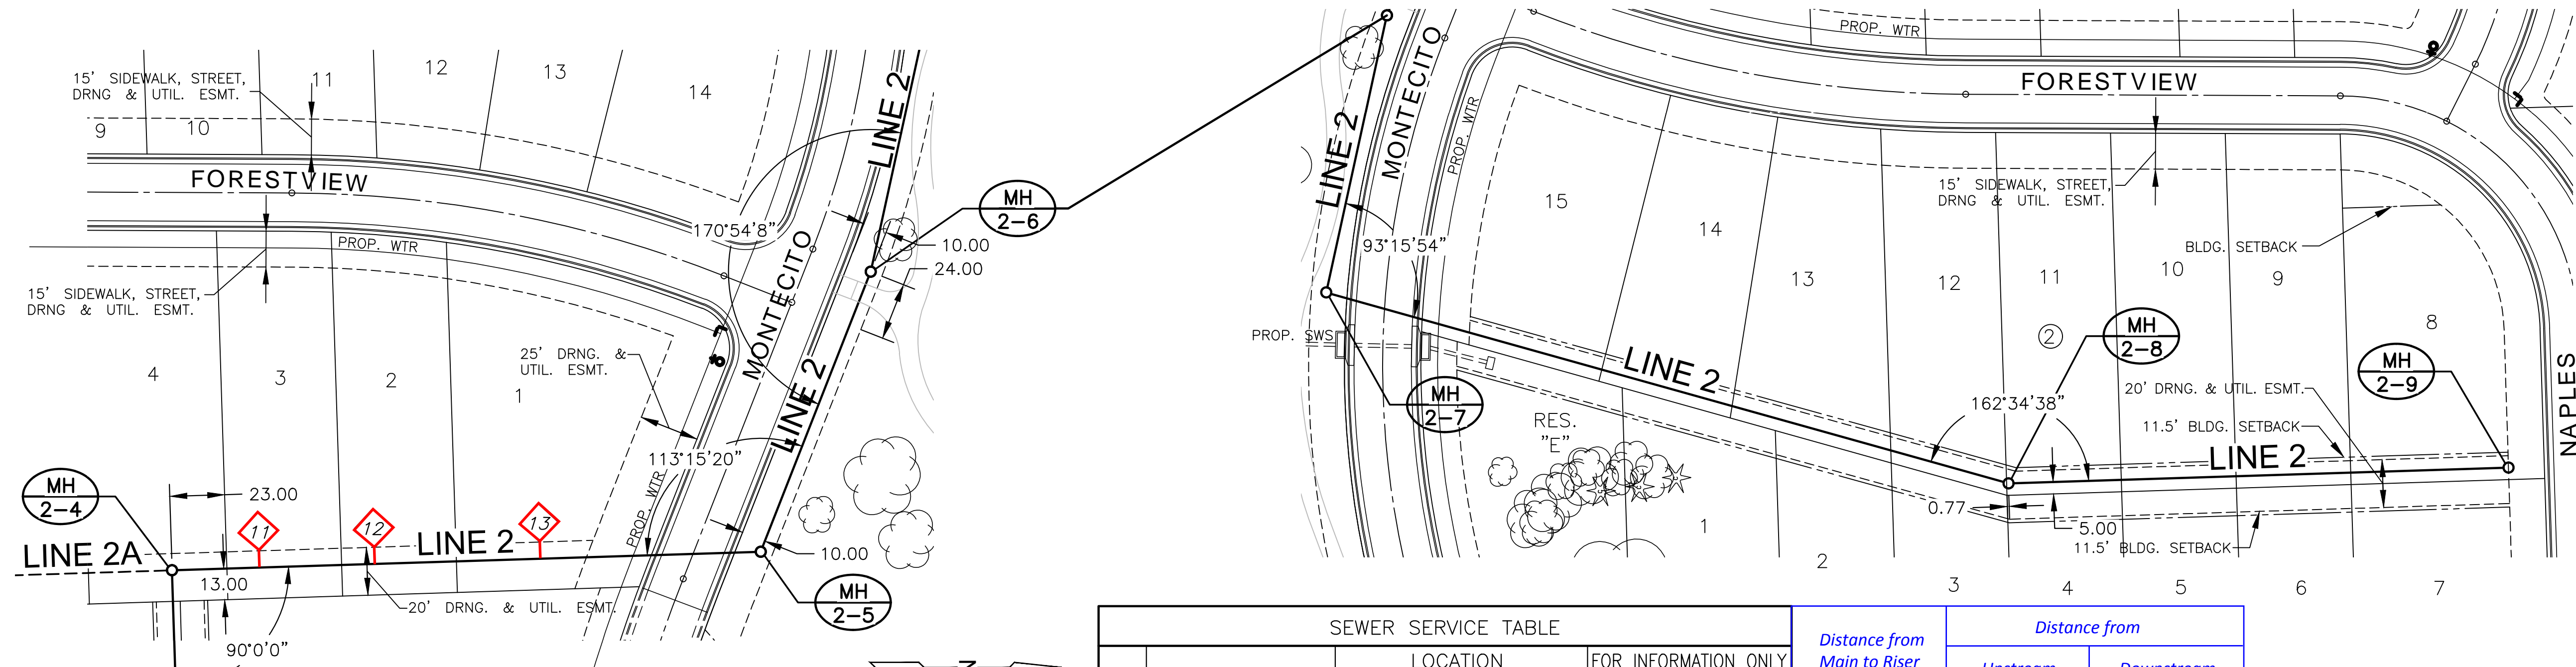 15' SIDEWALK, STREET,
DRNG & UTIL. ESMT.
9
10
11
12
13
14
FORESTVIEW
PROP. WTR
15' SIDEWALK, STREET,
DRNG & UTIL. ESMT.
4
3
2
1
25' DRNG. &
UTIL. ESMT.
170°54'8"
MONTECITO
LINE 2
LINE 2
10.00
24.00
MH
2-6
113°15'20"
PROP. WTR
MH
2-4
23.00
11
12
13
LINE 2A
LINE 2
13.00
10.00
MH
2-5
20' DRNG. & UTIL. ESMT.
90°0'0"
MONTECITO
LINE 2
PROP. WTR
PROP. WTR
FORESTVIEW
93°15'54"
15
14
13
12
11
10
9
8
15' SIDEWALK, STREET,
DRNG & UTIL. ESMT.
BLDG. SETBACK
PROP. SWS
LINE 2
2
MH
2-8
MH
2-7
MH
2-9
NAPLES
20' DRNG. & UTIL. ESMT.
162°34'38"
11.5' BLDG. SETBACK
LINE 2
RES.
"E"
0.77
5.00
11.5' BLDG. SETBACK
1
2
3
4
5
6
7
SEWER SERVICE TABLE
LOCATION
FOR INFORMATION ONLY
Distance from
Main to Riser
Distance from
Upstream
Downstream